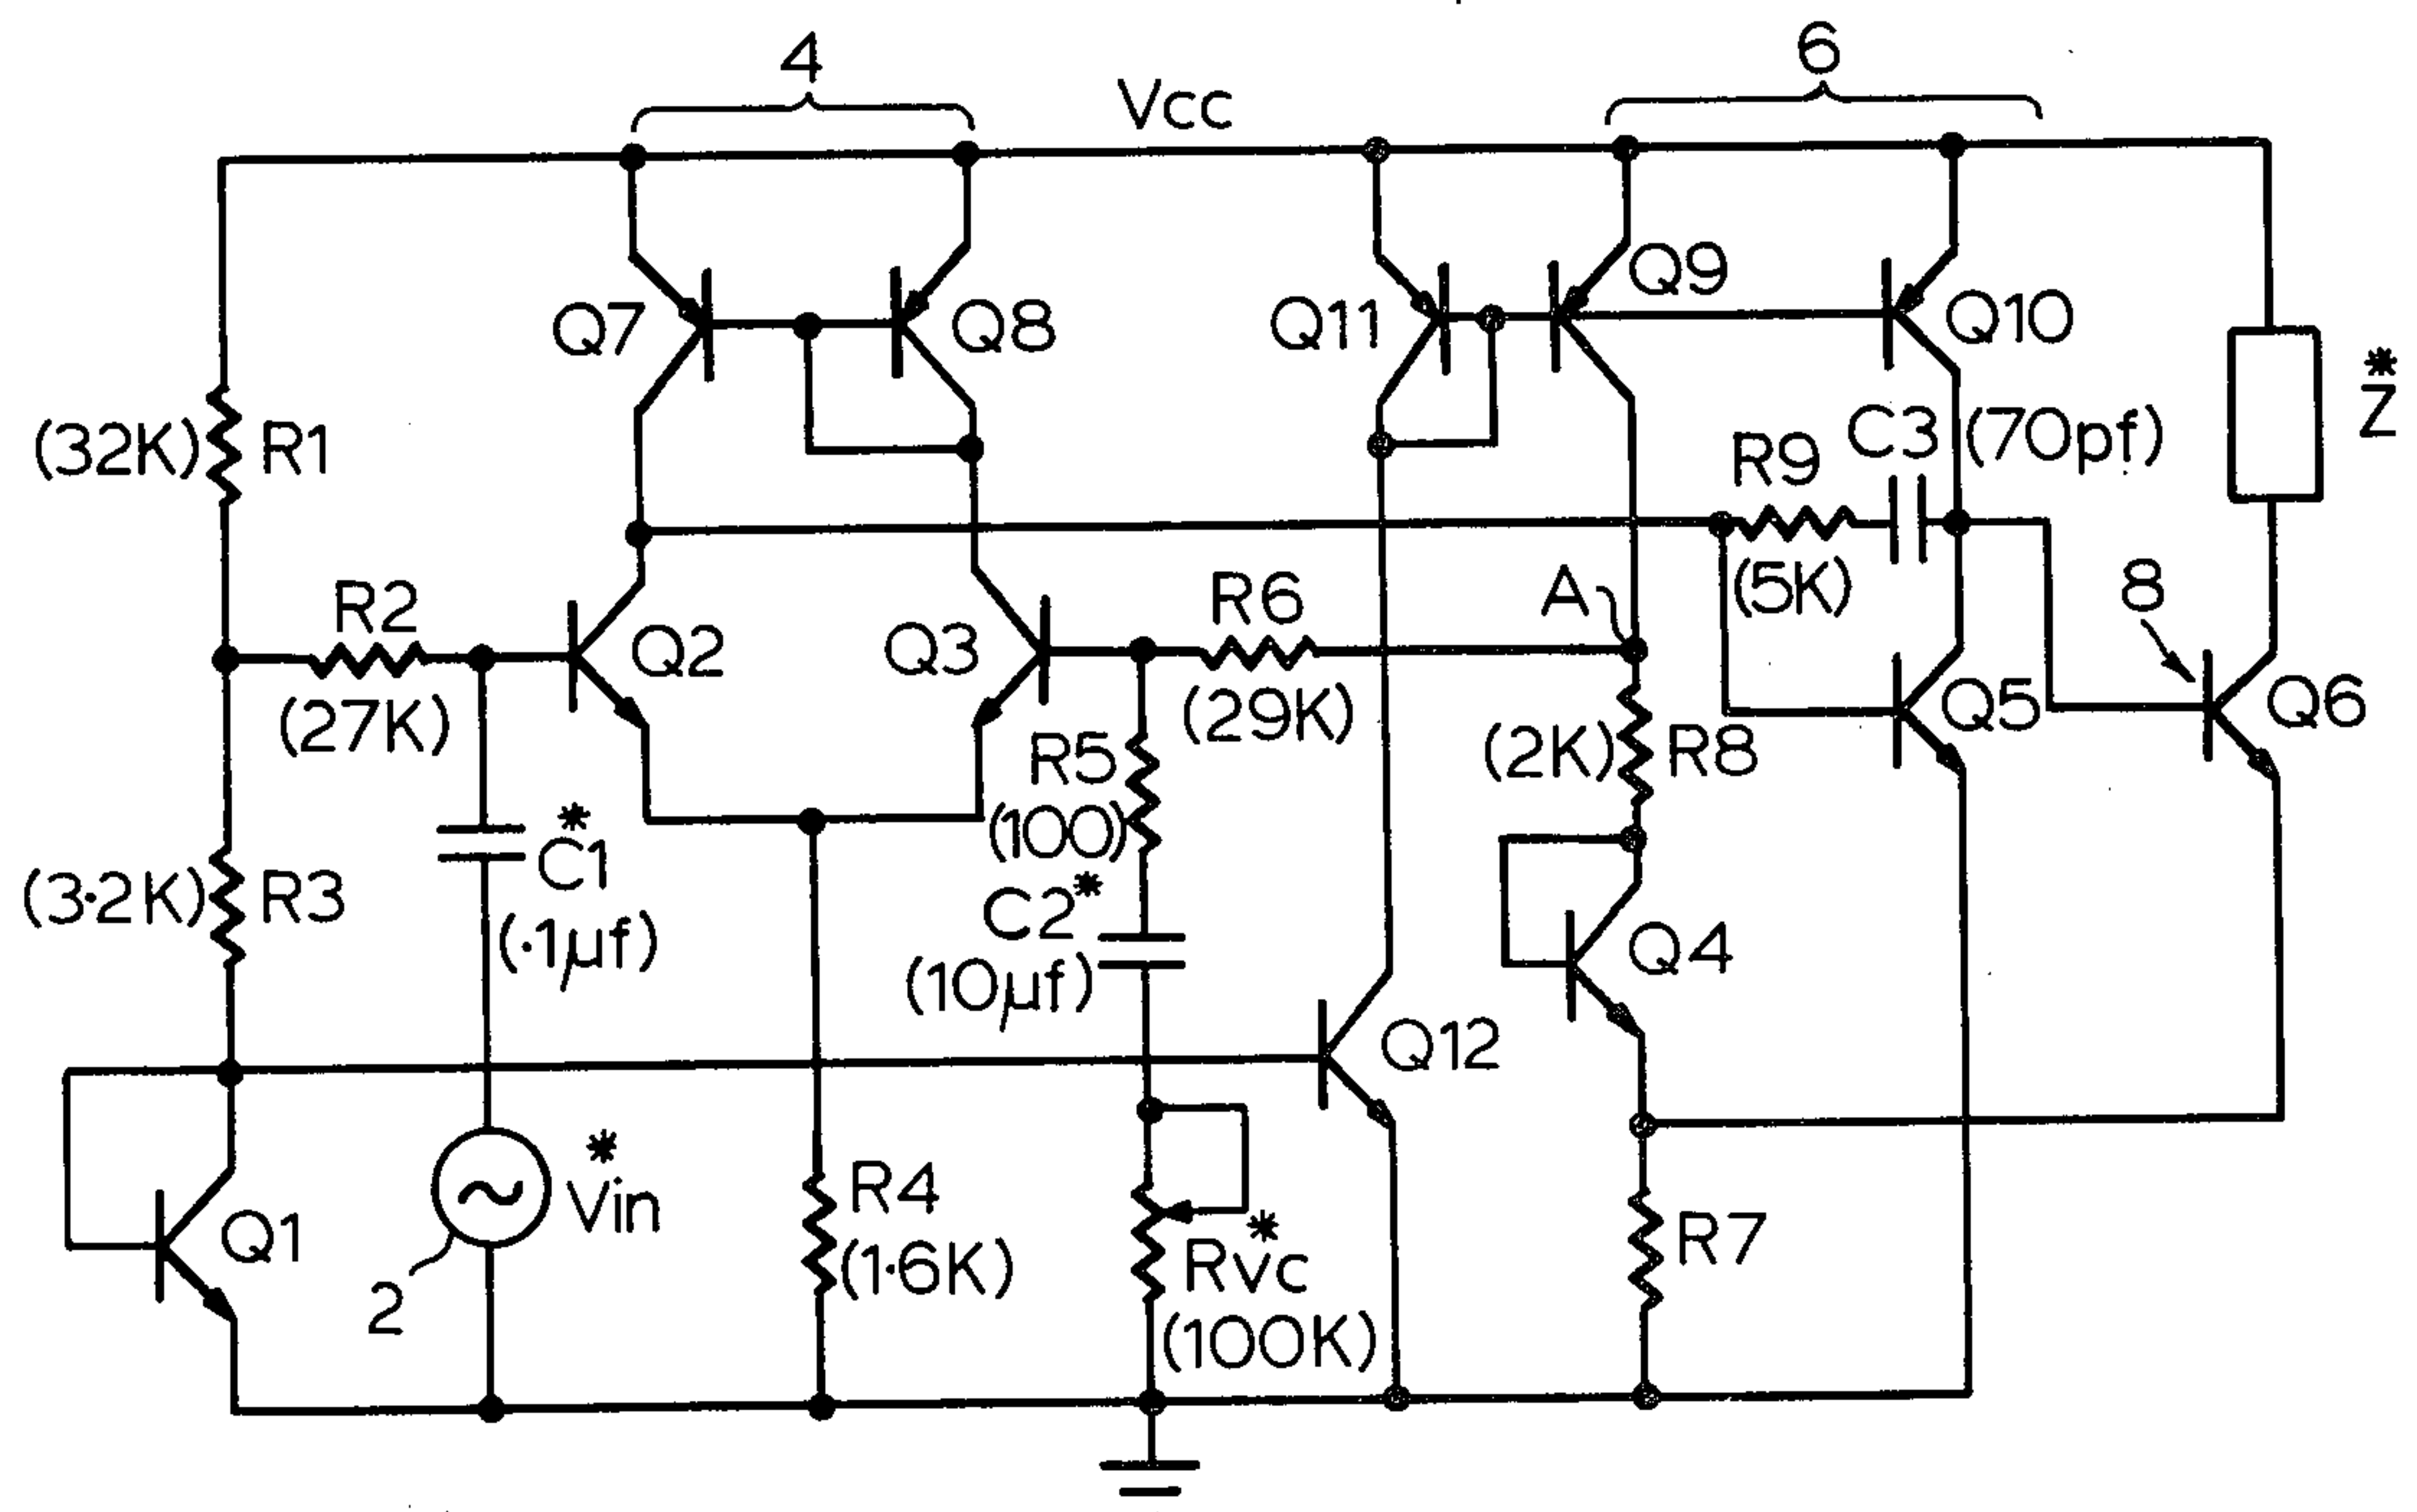 4
6
Vcc
Q7
Q8
Q11
Q9
Q10
(32K)
R1
R9
C3
(70pf)
*
Z
(5K)
A
8
R2
(27K)
Q2
Q3
R6
(29K)
(2K)
R8
Q5
Q6
R5
(100)
*
C1
(.1µf)
C2*
(10µf)
(3.2K)
R3
Q4
Q12
Q1
2
*
Vin
R4
(1.6K)
*
Rvc
(100K)
R7